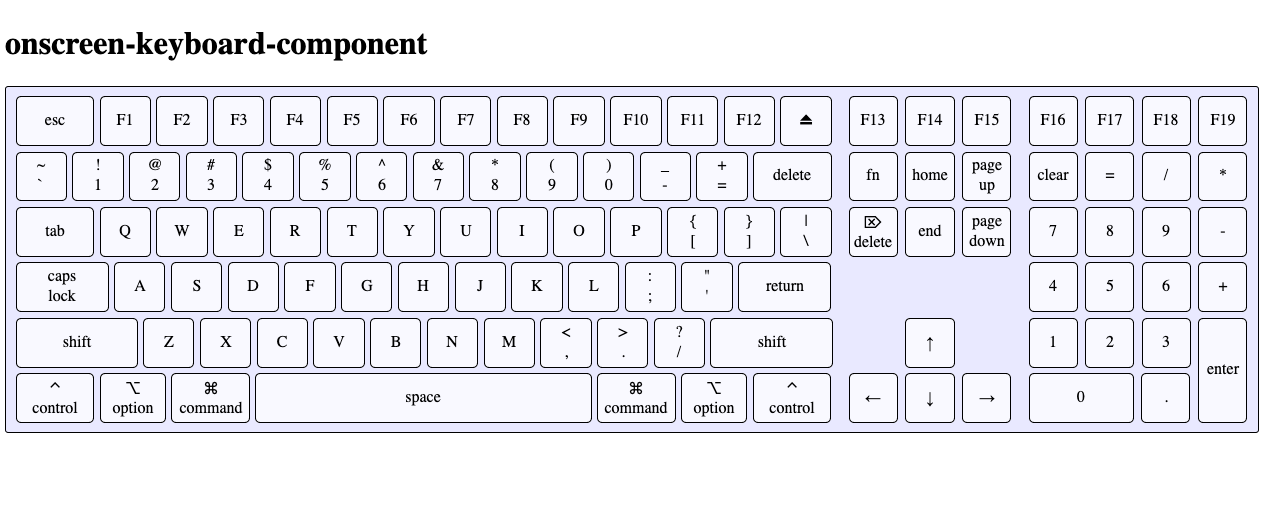 onscreen-keyboard-component
esc F1 F2 F3 F4 F5 F6 F7 F8 F9 F10 F11 F12 ⏏ F13 F14 F15 F16 F17 F18 F19
~ ! @ # $ % ^ & * ( ) _ + page
` 1 2 3 4 5 6 7 8 9 0 - = delete fn home up clear = / *
tab Q W E R T Y U I O P { } | ⌦ end page 7 8 9 -
[ ] \ delete down
caps A S D F G H J K L : " return 4 5 6 +
lock ; '
shift Z X C V B N M < > ? shift ↑ 1 2 3
, . /
enter
⌃ ⌥ ⌘ space ⌘ ⌥ ⌃ ← ↓ → 0 .
control option command command option control